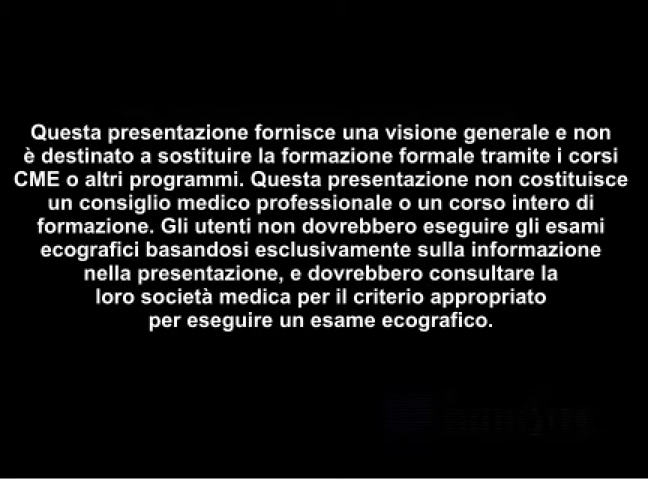 Questa presentazione fornisce una visione generale e non
è destinato a sostituire la formazione formale tramite i corsi
CME o altri programmi. Questa presentazione non costituisce
un consiglio medico professionale o un corso intero di
formazione. Gli utenti non dovrebbero eseguire gli esami
ecografici basandosi esclusivamente sulla informazione
nella presentazione, e dovrebbero consultare la
loro società medica per il criterio appropriato
per eseguire un esame ecografico.